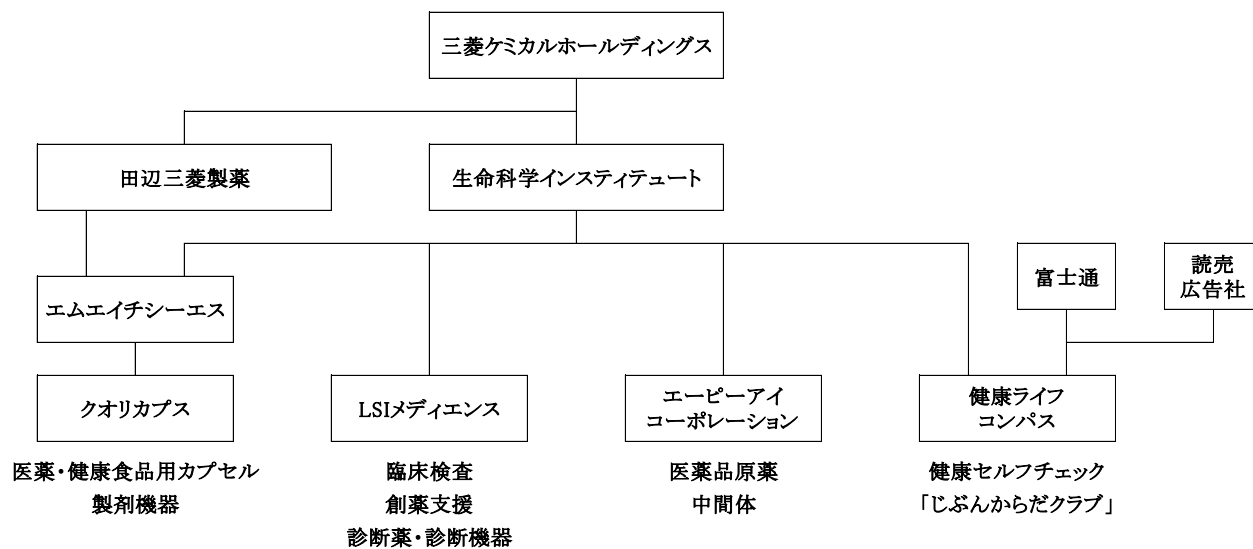 三菱ケミカルホールディングス
田辺三菱製薬
生命科学インスティテュート
エムエイチシーエス
富士通
読売
広告社
クオリカプス
LSIメディエンス
エーピーアイ
コーポレーション
健康ライフ
コンパス
医薬・健康食品用カプセル
製剤機器
臨床検査
創薬支援
診断薬・診断機器
医薬品原薬
中間体
健康セルフチェック
「じぶんからだクラブ」